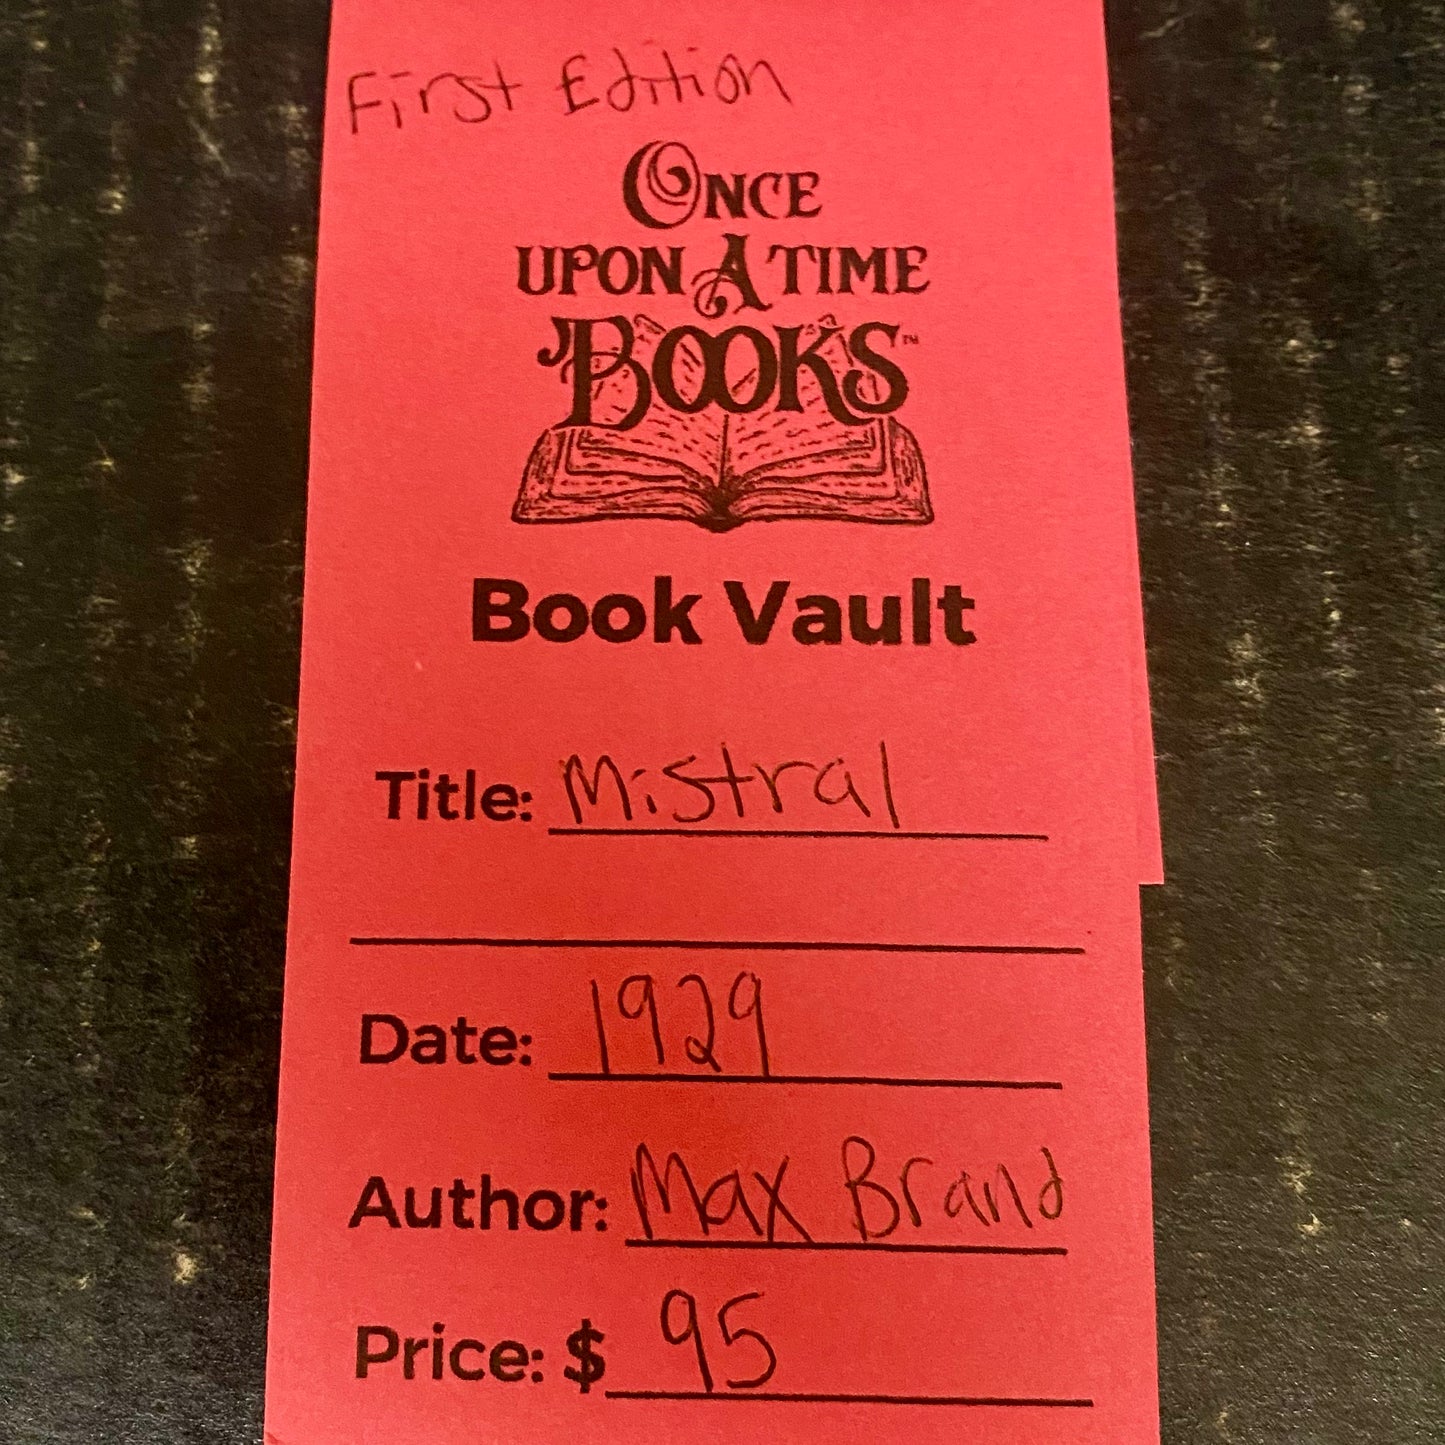 First Edition
ONCE
UPON A TIME
BOOKS™
Book Vault
Title: Mistral
Date: 1929
Author: Max Brand
Price: $ 95